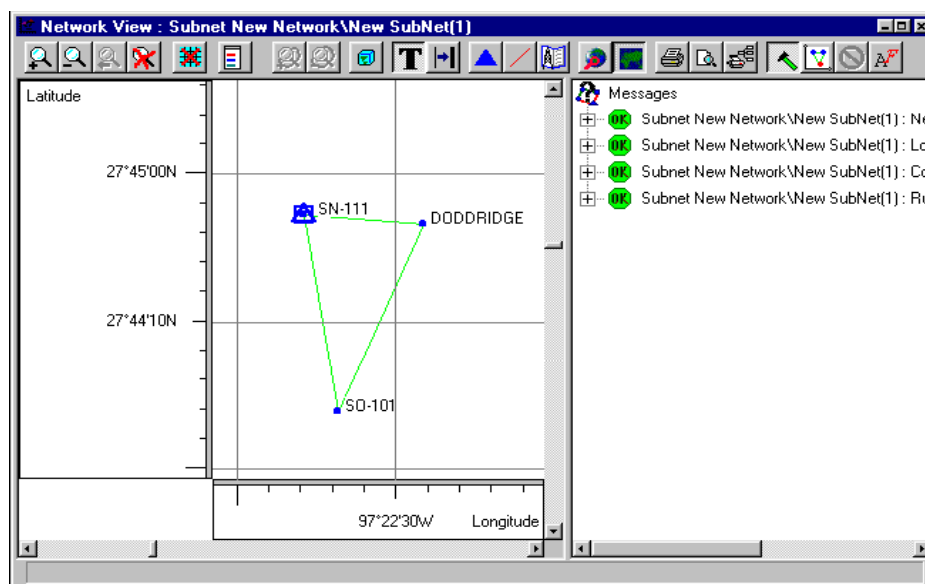 Network View : Subnet New Network\New SubNet(1)
T
AF
Latitude
27°45'00N
SN-111
DODDRIDGE
27°44'10N
SO-101
97°22'30W Longitude
Messages
OK Subnet New Network\New SubNet(1) : Ne
OK Subnet New Network\New SubNet(1) : Lo
OK Subnet New Network\New SubNet(1) : Co
OK Subnet New Network\New SubNet(1) : Ru